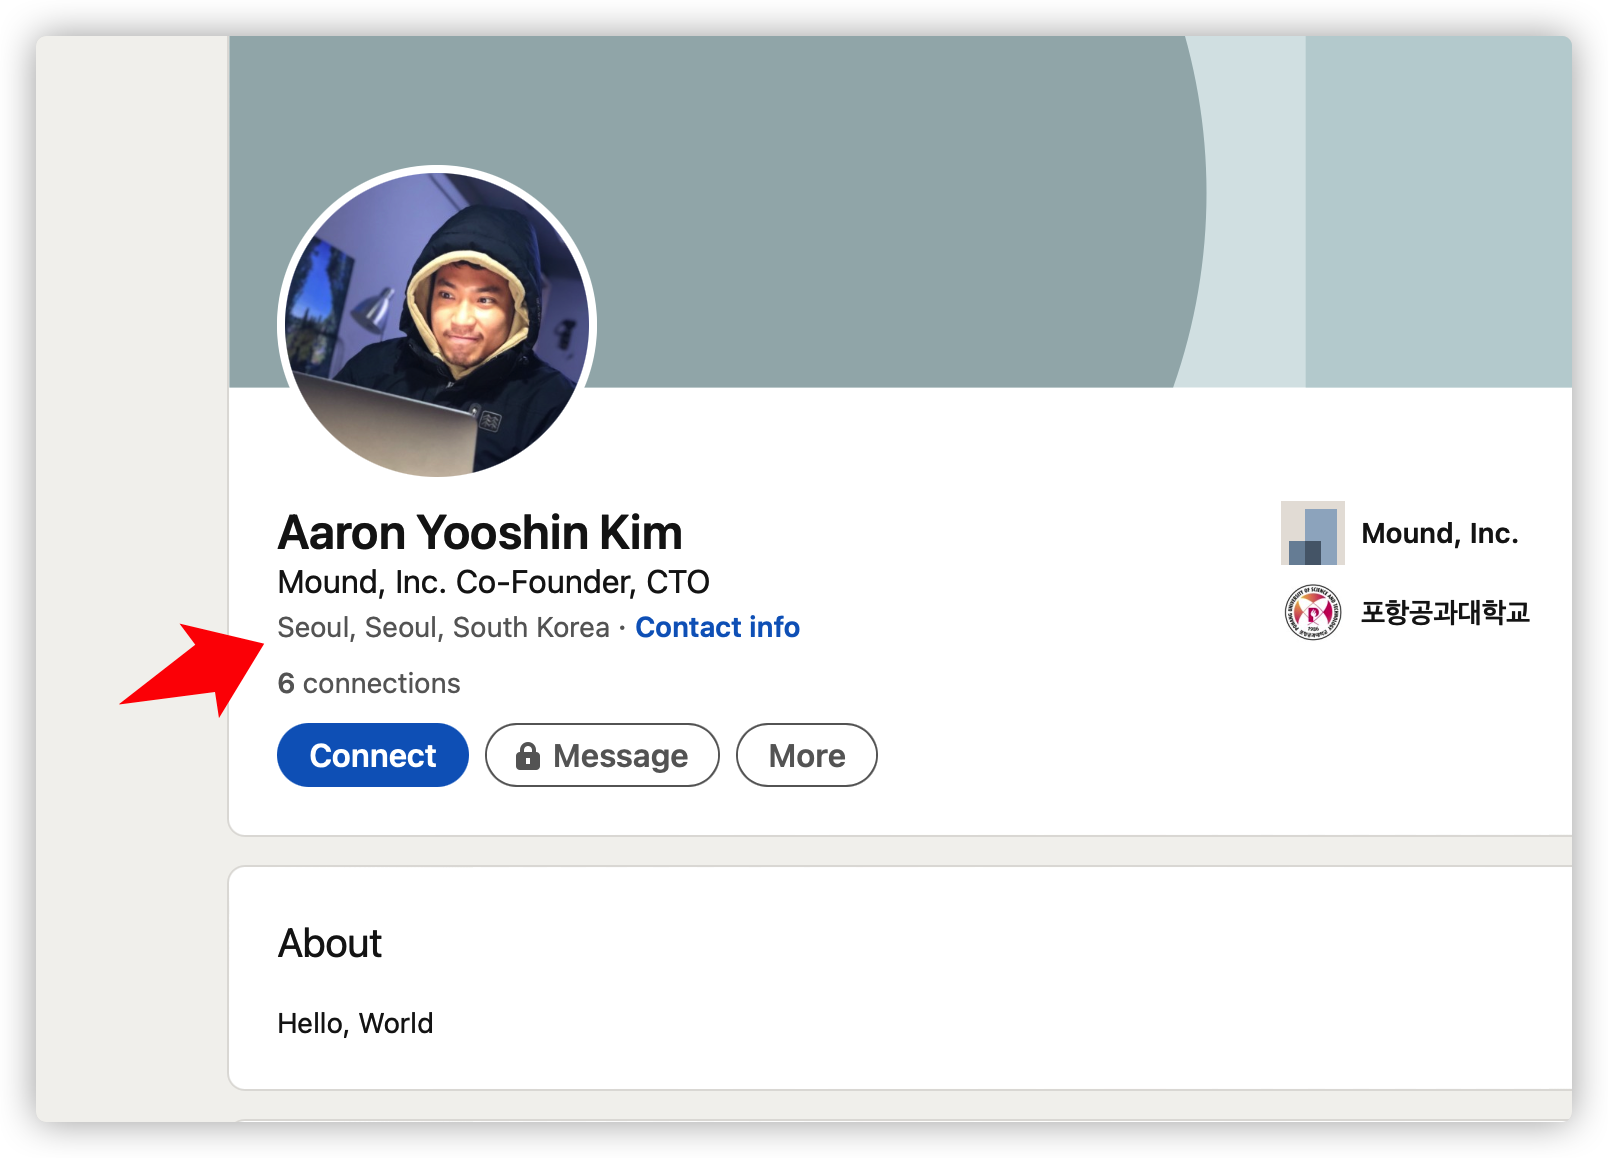 Aaron Yooshin Kim
Mound, Inc. Co-Founder, CTO
Seoul, Seoul, South Korea · Contact info
6 connections
Connect
Message
More
Mound, Inc.
포항공과대학교
About
Hello, World